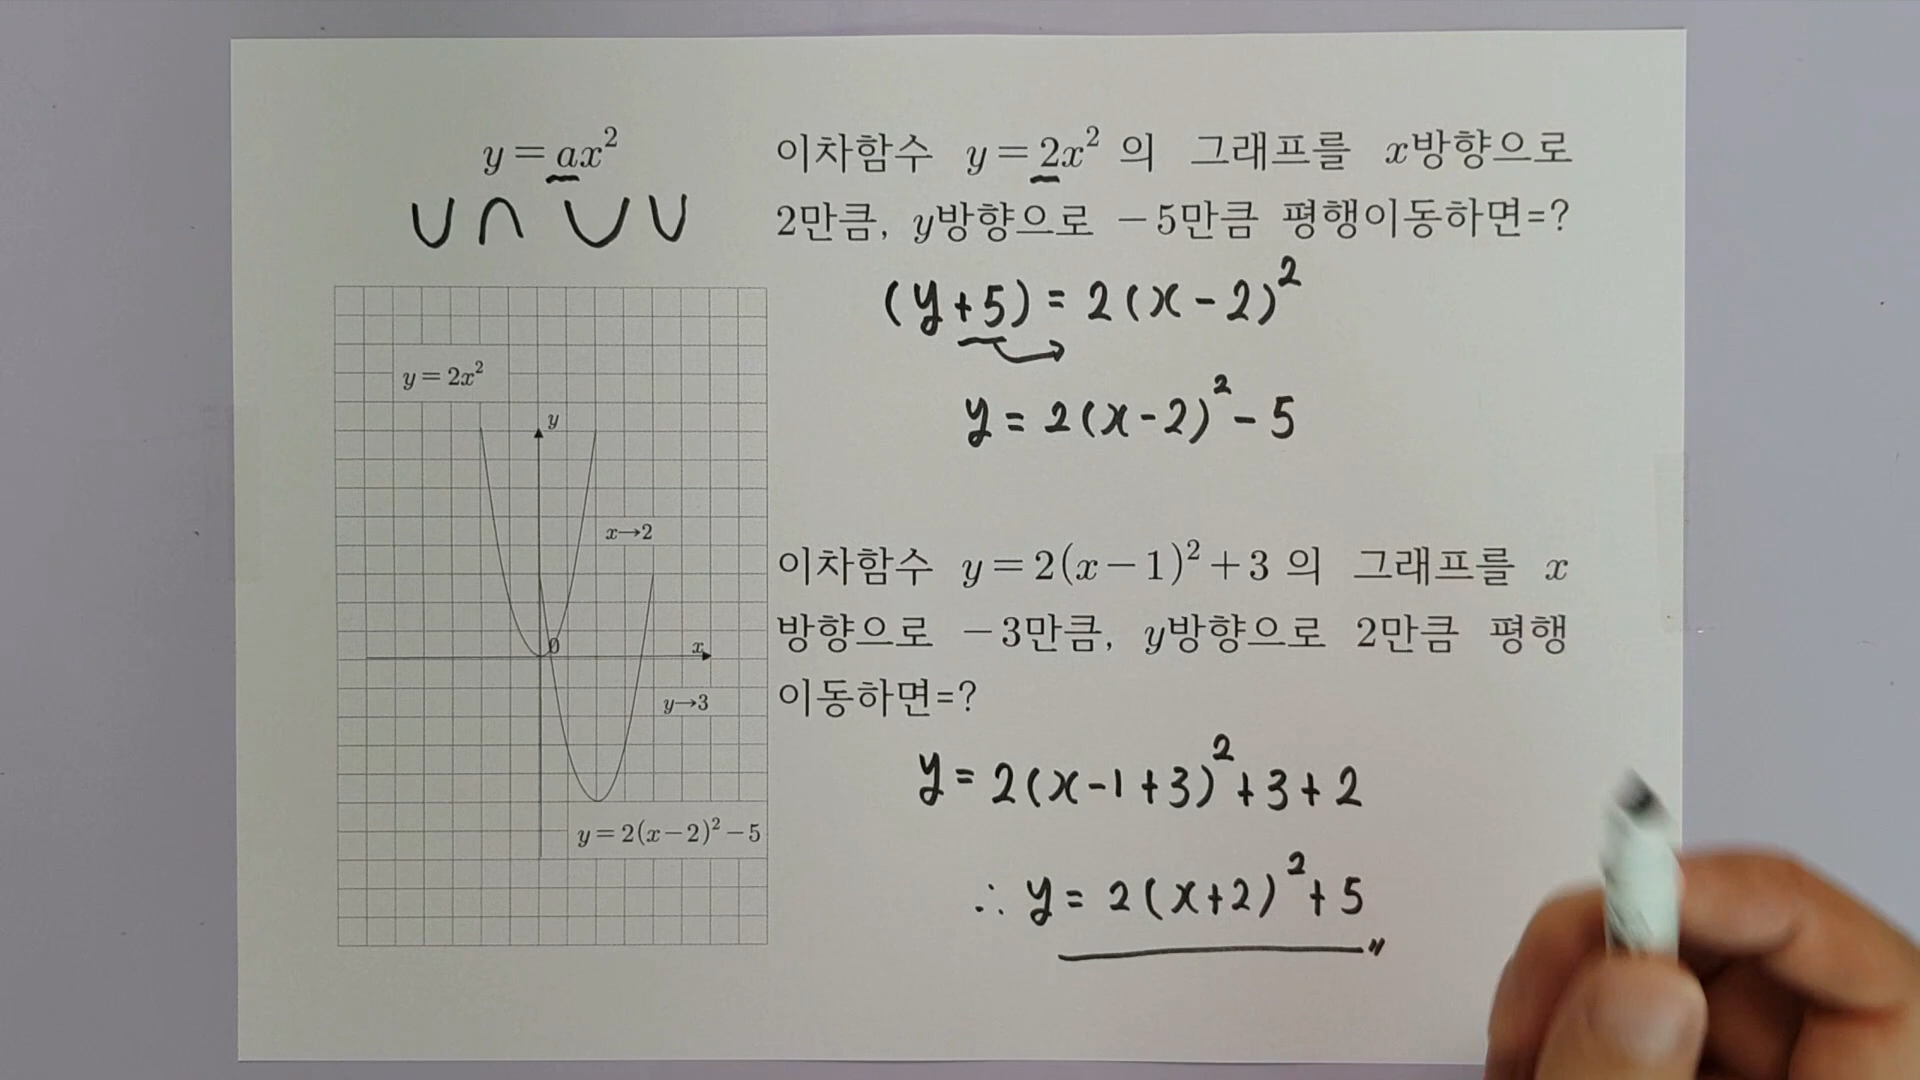 y = ax²
y = 2x²
y
x→2
0
x
y→3
y = 2(x−2)² − 5
이차함수 y = 2x² 의 그래프를 x방향으로
2만큼, y방향으로 −5만큼 평행이동하면=?
(y+5) = 2(x-2)²
y = 2(x-2)² - 5
이차함수 y = 2(x−1)² + 3 의 그래프를 x
방향으로 −3만큼, y방향으로 2만큼 평행
이동하면=?
y = 2(x-1+3)² + 3 + 2
∴ y = 2(x+2)² + 5